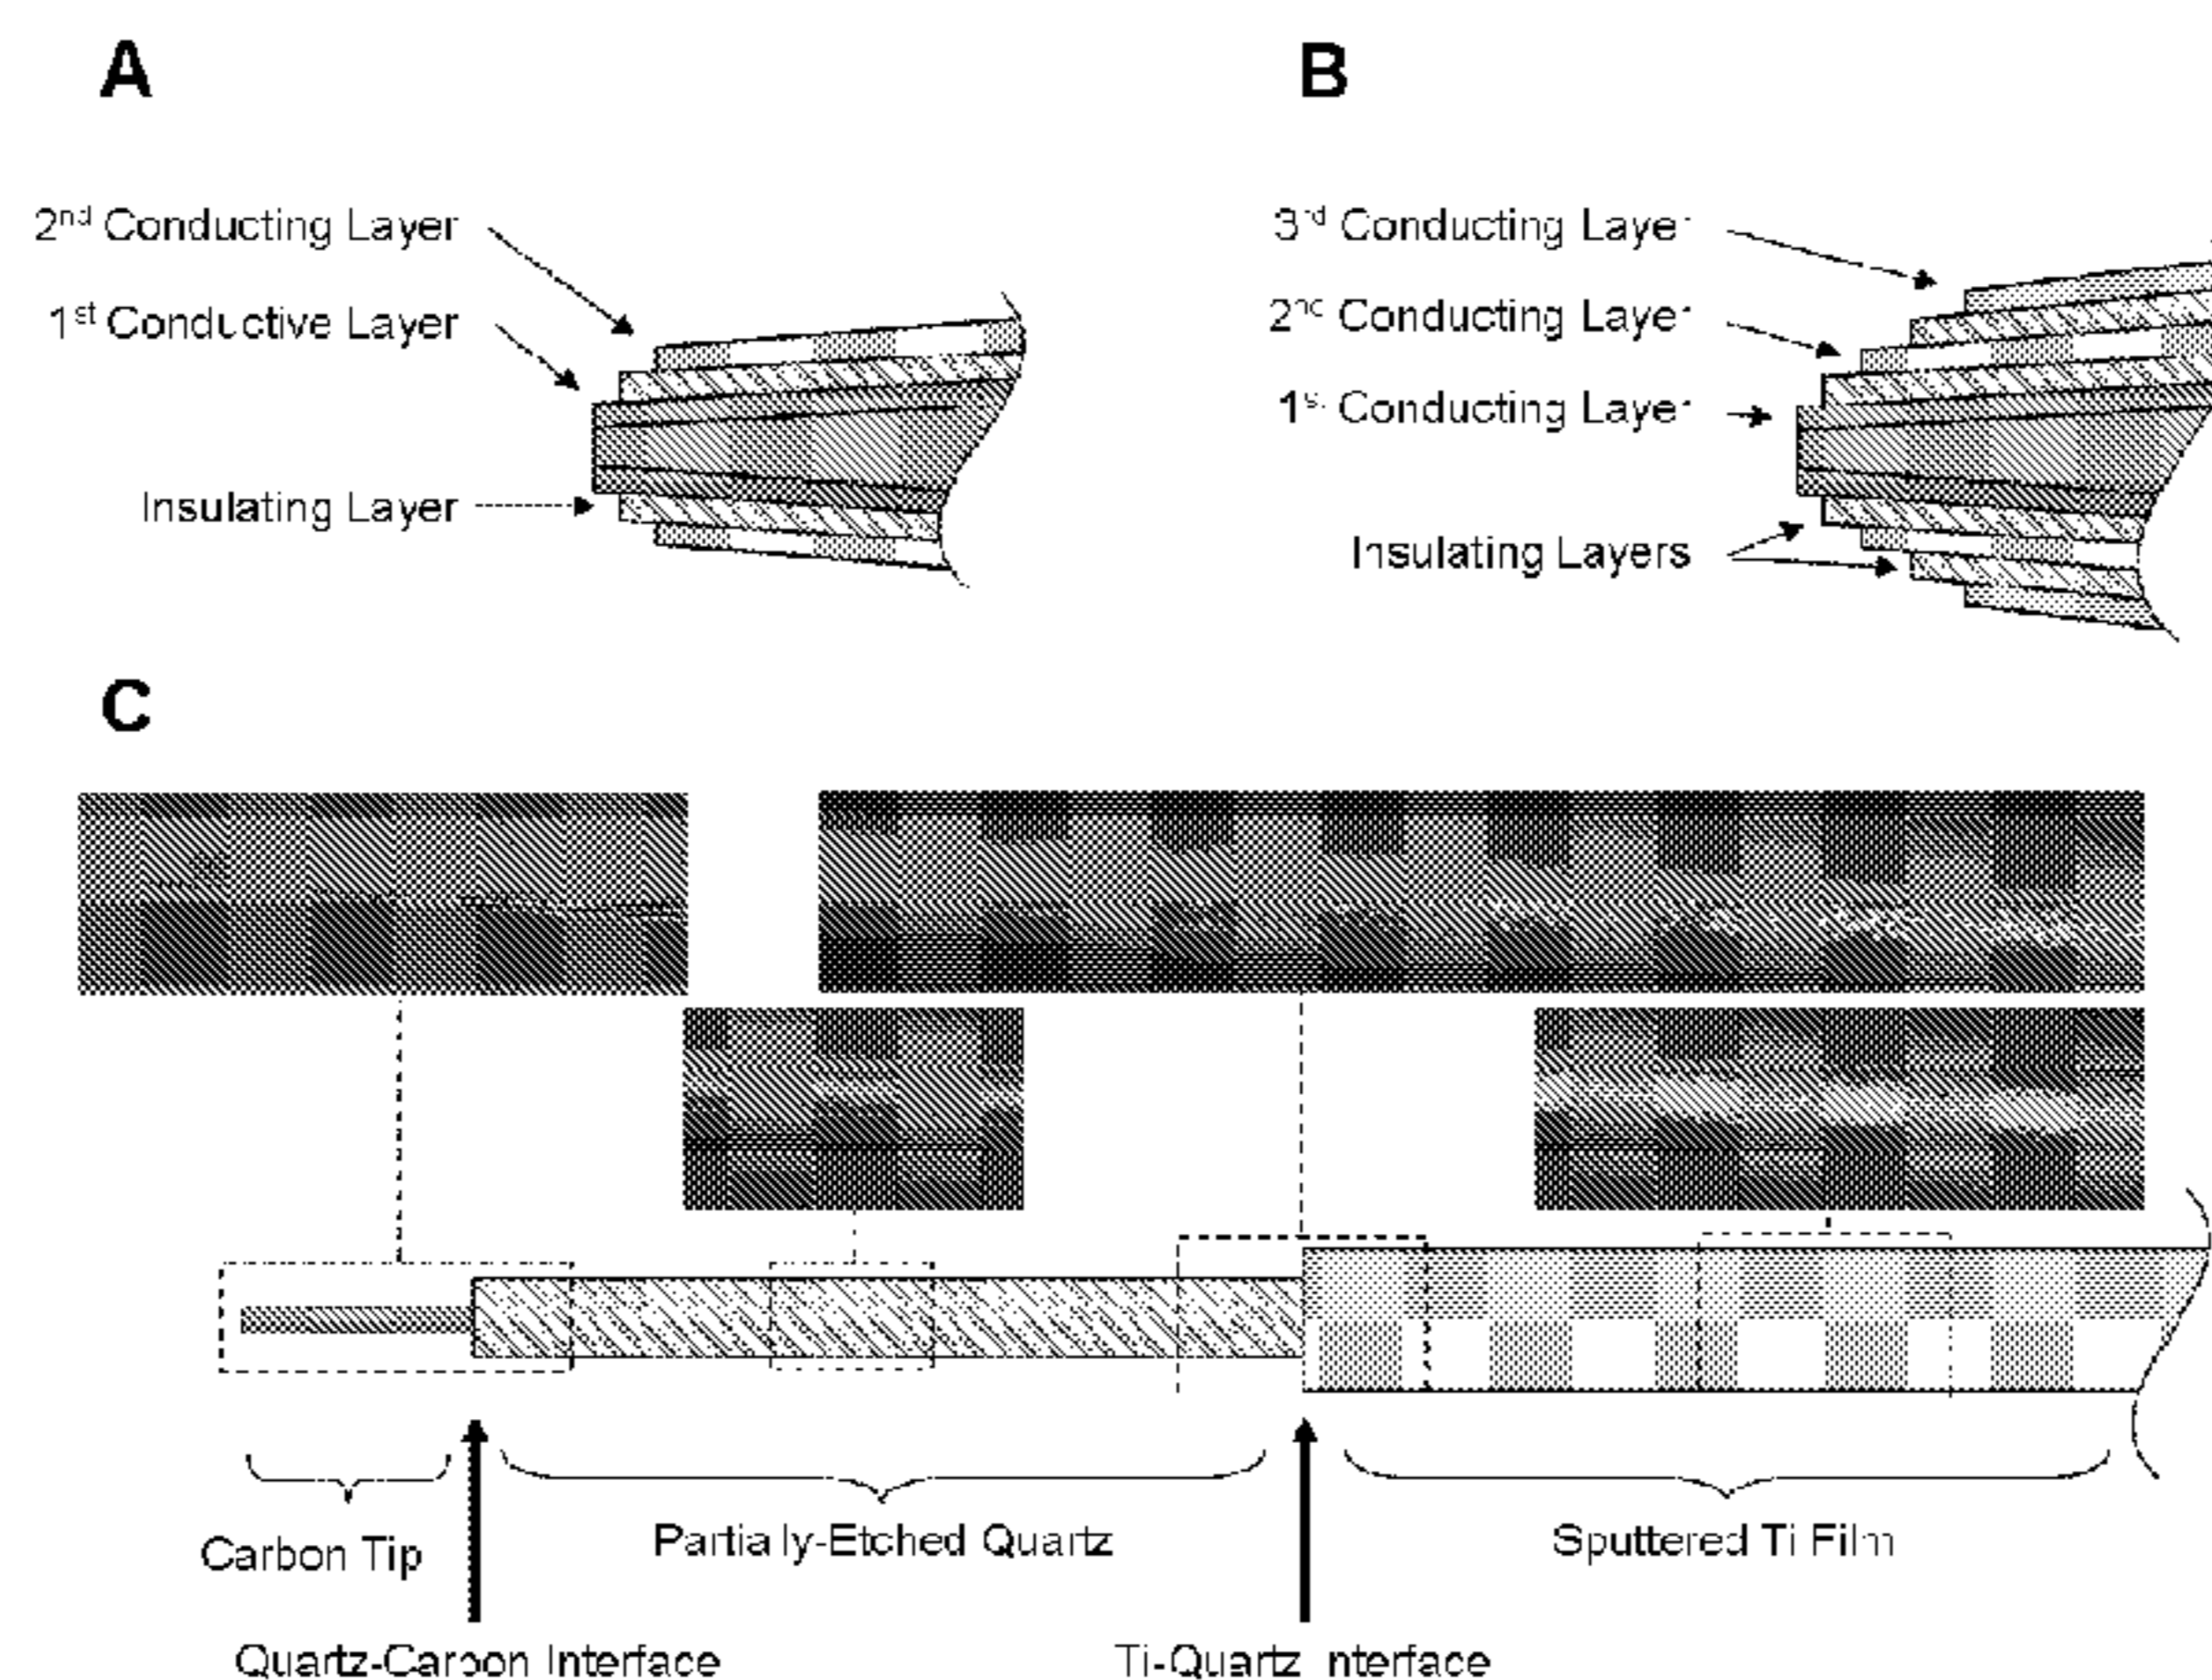 A
B
2nd Conducting Layer
1st Conductive Layer
Insulating Layer
3rd Conducting Layer
2nd Conducting Layer
1st Conducting Layer
Insulating Layers
C
Carbon Tip
Partially-Etched Quartz
Sputtered Ti Film
Quartz-Carbon Interface
Ti-Quartz Interface